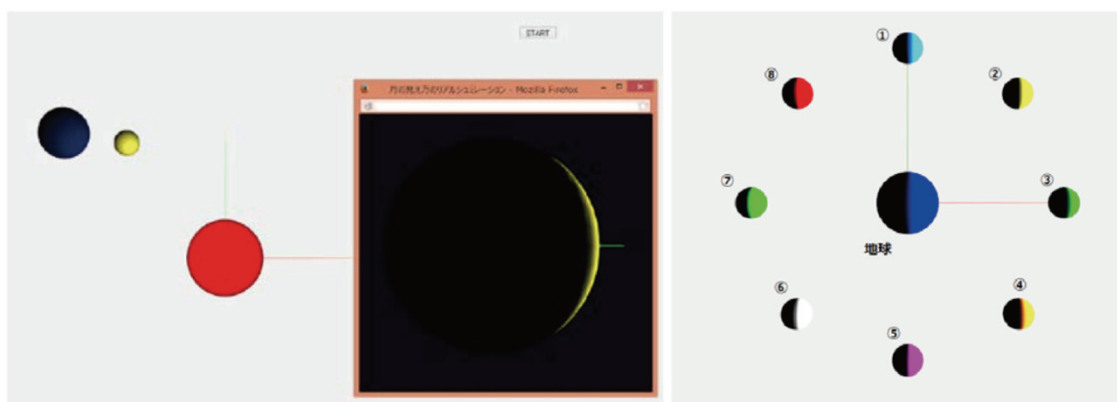 START
月の見え方のリアルシュミレーション - Mozilla Firefox
①
⑧
②
⑦
③
地球
⑥
④
⑤